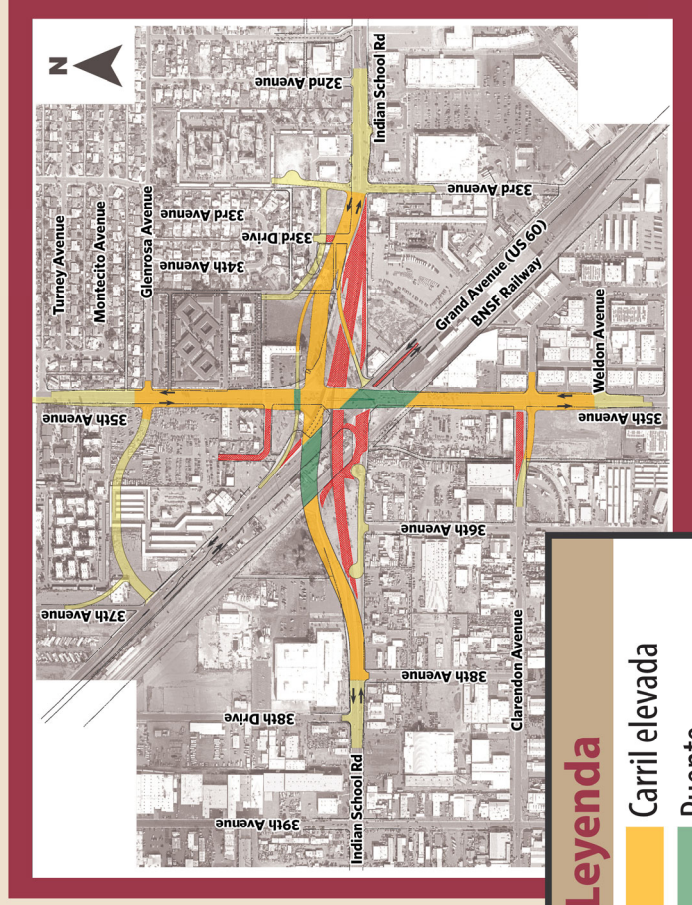 N
Turney Avenue
Montecito Avenue
Glenrosa Avenue
35th Avenue
37th Avenue
34th Avenue
33rd Drive
33rd Avenue
32nd Avenue
Indian School Rd
33rd Avenue
Grand Avenue (US 60)
BNSF Railway
Weldon Avenue
35th Avenue
36th Avenue
38th Avenue
Clarendon Avenue
38th Drive
39th Avenue
Indian School Rd
Leyenda
Carril elevada
Puente